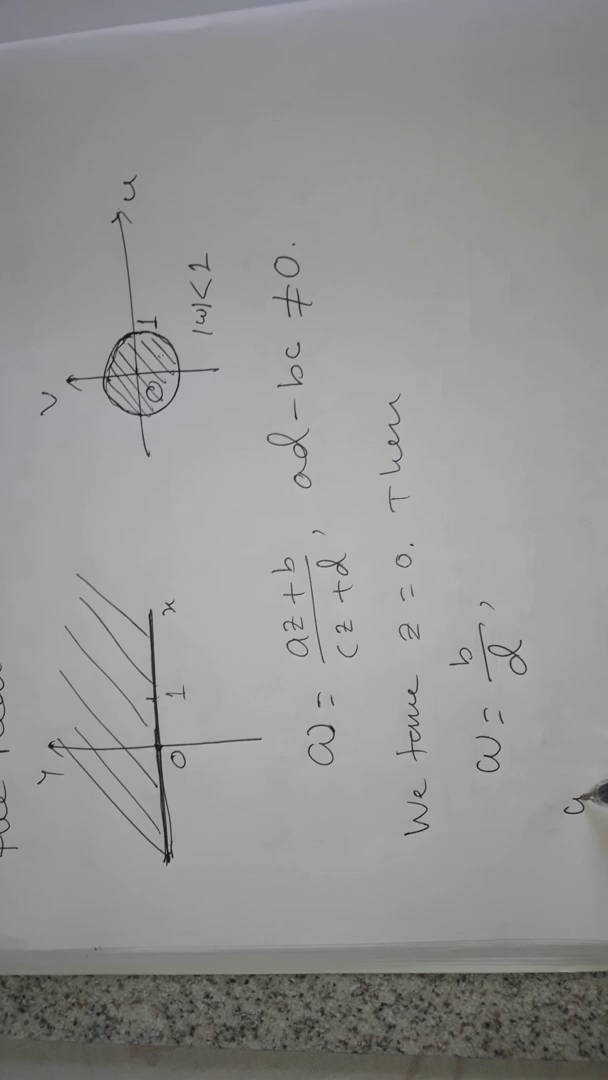 y
v
0
1
x
0
1
u
|w|<1
ω = (az+b)/(cz+d), ad-bc ≠0.
We take z=0. Then
ω = b/d,